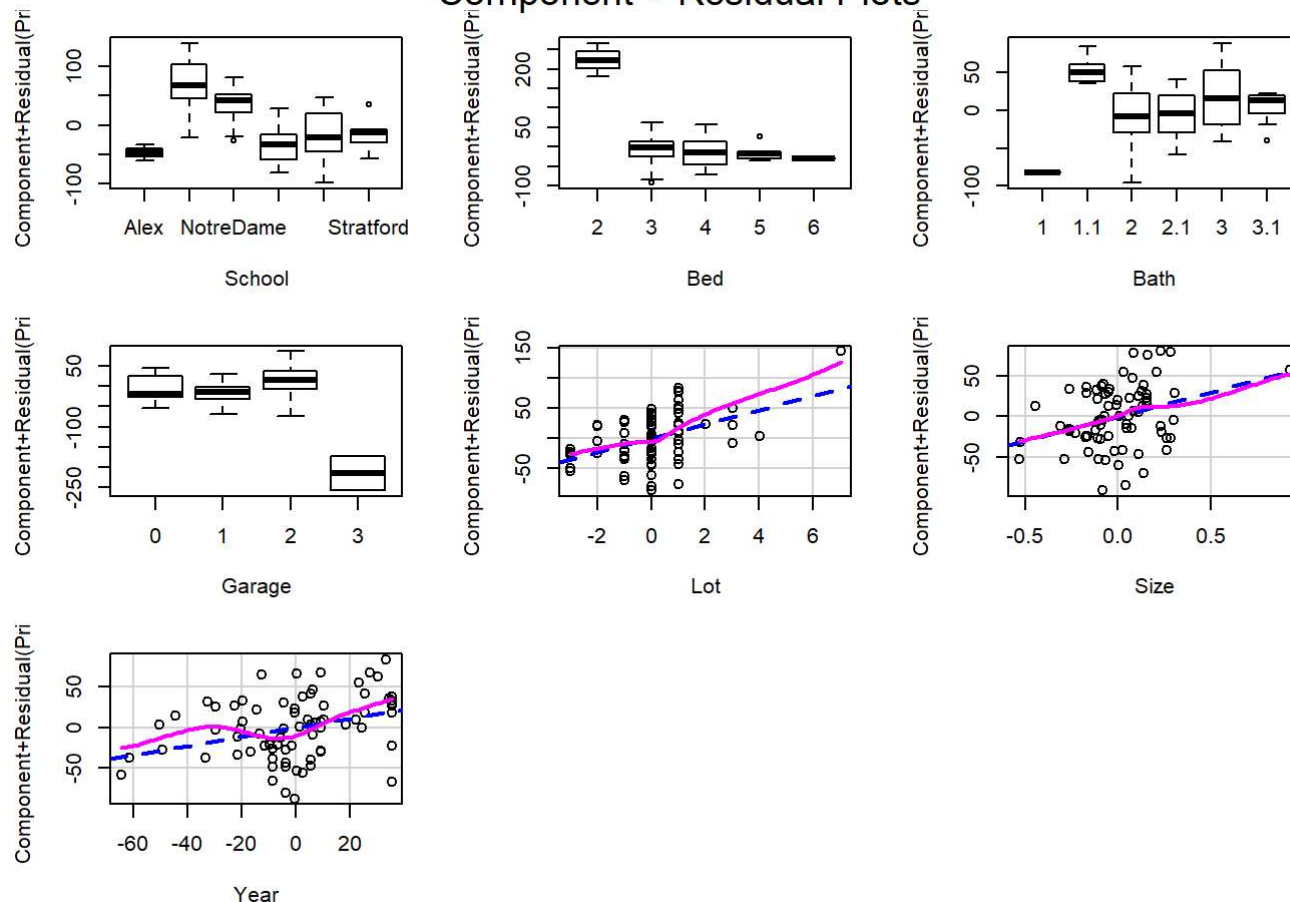 Component + Residual Plots
Component+Residual(Pri
100
50
0
-100
Alex NotreDame Stratford
School
Component+Residual(Pri
200
50
-100
2 3 4 5 6
Bed
Component+Residual(Pri
50
0
-100
1 1.1 2 2.1 3 3.1
Bath
Component+Residual(Pri
50
-100
-250
0 1 2 3
Garage
Component+Residual(Pri
150
50
-50
-2 0 2 4 6
Lot
Component+Residual(Pri
50
0
-50
-0.5 0.0 0.5
Size
Component+Residual(Pri
50
0
-50
-60 -40 -20 0 20
Year